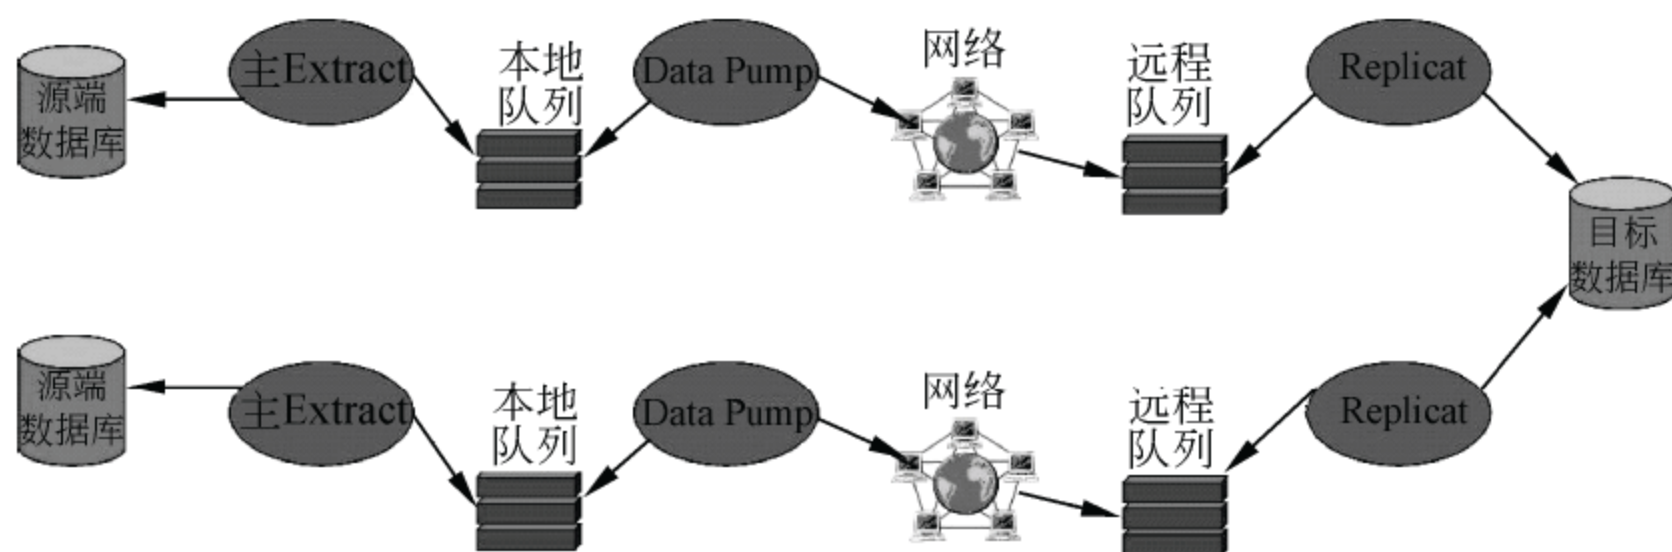 源端
数据库
主Extract
本地
队列
Data Pump
网络
远程
队列
Replicat
目标
数据库
源端
数据库
主Extract
本地
队列
Data Pump
网络
远程
队列
Replicat